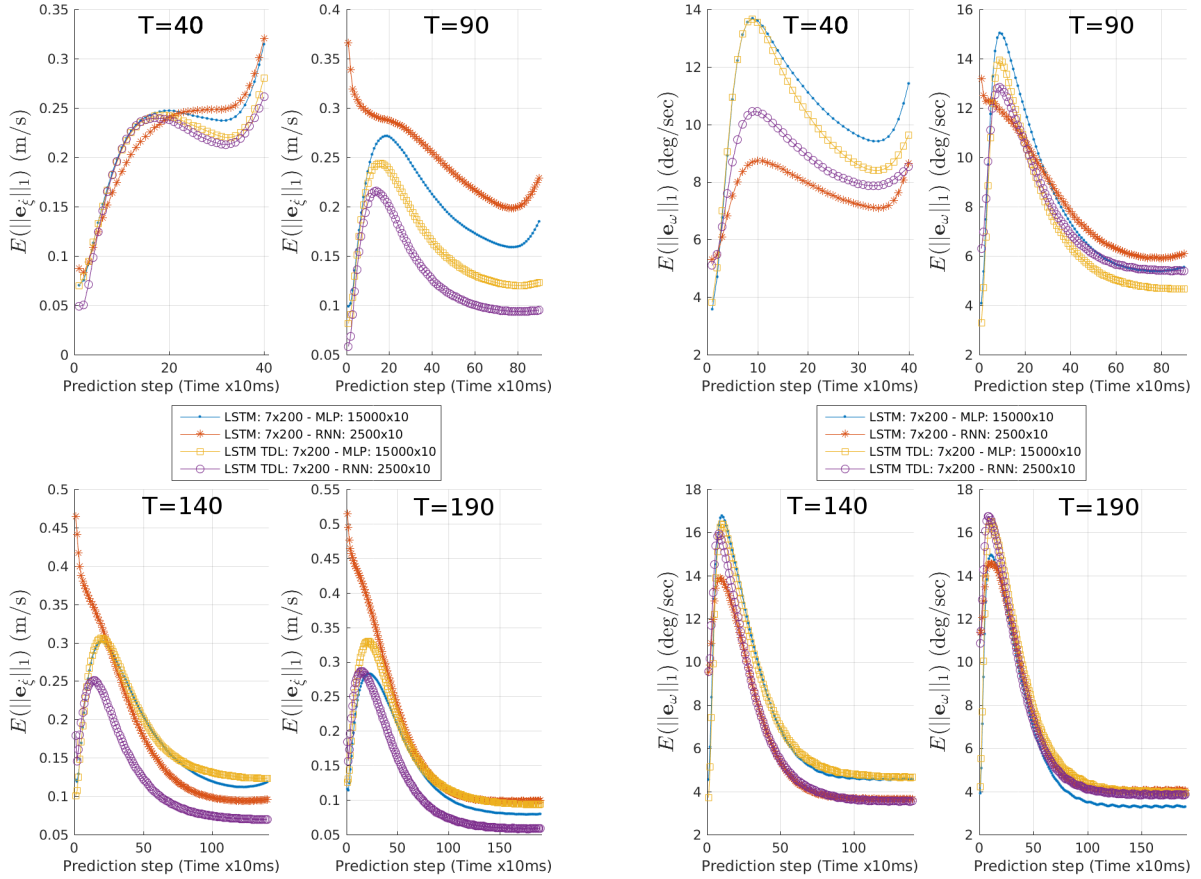 T=40
E(||e_ξ̇||₁) (m/s)
0.35
0.3
0.25
0.2
0.15
0.1
0.05
0
0 20 40
Prediction step (Time x10ms)
T=90
E(||e_ξ̇||₁) (m/s)
0.4
0.35
0.3
0.25
0.2
0.15
0.1
0.05
0 20 40 60 80
Prediction step (Time x10ms)
T=40
E(||e_ω||₁) (deg/sec)
14
12
10
8
6
4
2
0 10 20 30 40
Prediction step (Time x10ms)
T=90
E(||e_ω||₁) (deg/sec)
16
14
12
10
8
6
4
2
0 20 40 60 80
Prediction step (Time x10ms)
LSTM: 7x200 - MLP: 15000x10
LSTM: 7x200 - RNN: 2500x10
LSTM TDL: 7x200 - MLP: 15000x10
LSTM TDL: 7x200 - RNN: 2500x10
LSTM: 7x200 - MLP: 15000x10
LSTM: 7x200 - RNN: 2500x10
LSTM TDL: 7x200 - MLP: 15000x10
LSTM TDL: 7x200 - RNN: 2500x10
T=140
E(||e_ξ̇||₁) (m/s)
0.5
0.45
0.4
0.35
0.3
0.25
0.2
0.15
0.1
0.05
0 50 100
Prediction step (Time x10ms)
T=190
E(||e_ξ̇||₁) (m/s)
0.55
0.5
0.45
0.4
0.35
0.3
0.25
0.2
0.15
0.1
0.05
0 50 100 150
Prediction step (Time x10ms)
T=140
E(||e_ω||₁) (deg/sec)
18
16
14
12
10
8
6
4
2
0 50 100
Prediction step (Time x10ms)
T=190
E(||e_ω||₁) (deg/sec)
18
16
14
12
10
8
6
4
2
0 50 100 150
Prediction step (Time x10ms)